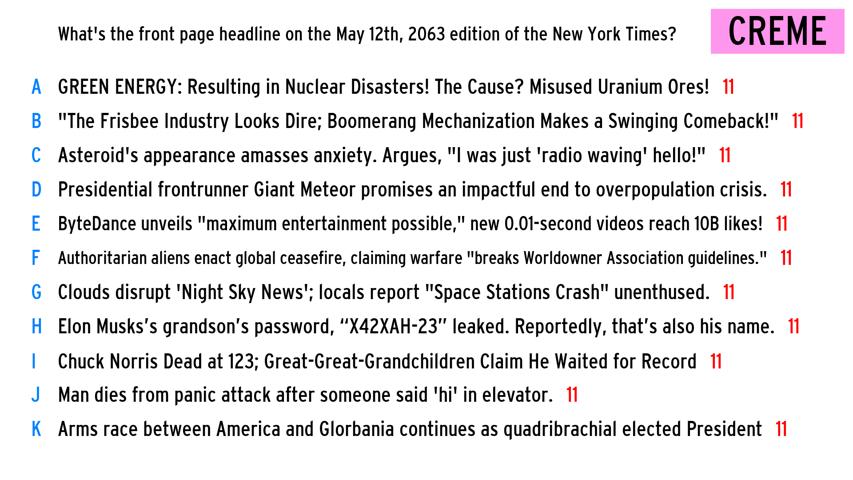 What's the front page headline on the May 12th, 2063 edition of the New York Times?
CREME
A GREEN ENERGY: Resulting in Nuclear Disasters! The Cause? Misused Uranium Ores! 11
B "The Frisbee Industry Looks Dire; Boomerang Mechanization Makes a Swinging Comeback!" 11
C Asteroid's appearance amasses anxiety. Argues, "I was just 'radio waving' hello!" 11
D Presidential frontrunner Giant Meteor promises an impactful end to overpopulation crisis. 11
E ByteDance unveils "maximum entertainment possible," new 0.01-second videos reach 10B likes! 11
F Authoritarian aliens enact global ceasefire, claiming warfare "breaks Worldowner Association guidelines." 11
G Clouds disrupt 'Night Sky News'; locals report "Space Stations Crash" unenthused. 11
H Elon Musks’s grandson’s password, “X42XAH-23” leaked. Reportedly, that’s also his name. 11
I Chuck Norris Dead at 123; Great-Great-Grandchildren Claim He Waited for Record 11
J Man dies from panic attack after someone said 'hi' in elevator. 11
K Arms race between America and Glorbania continues as quadribrachial elected President 11